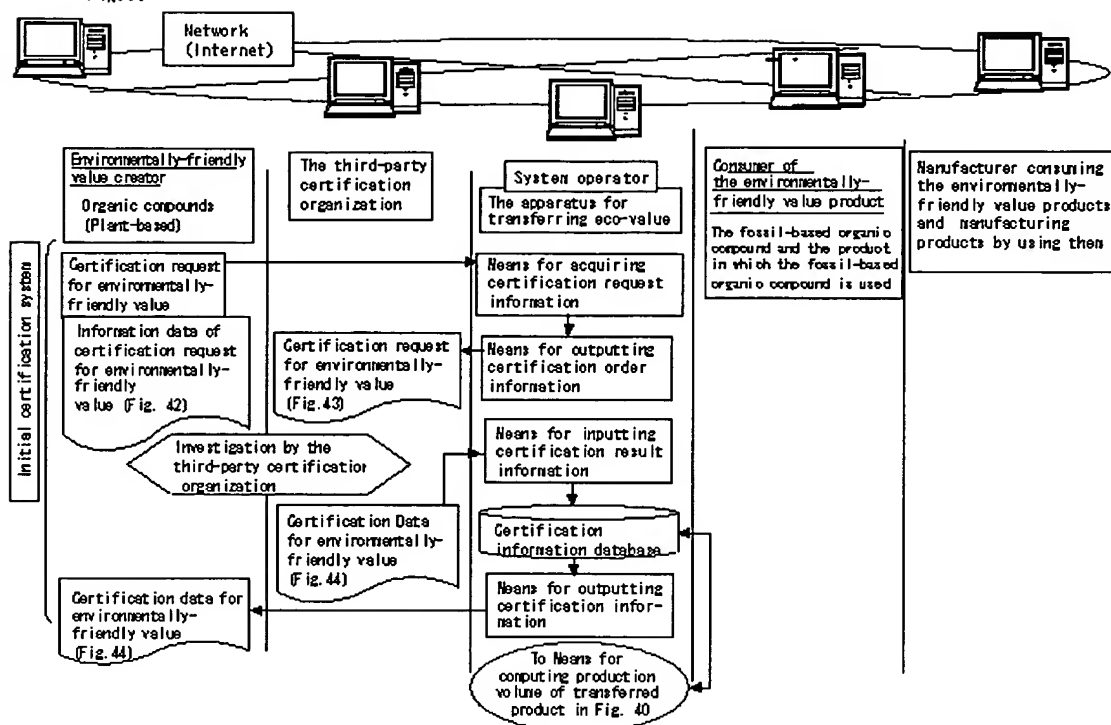 Network
(Internet)
Environmentally-friendly
value creator
Organic compounds
(Plant-based)
The third-party
certification
organization
System operator
The apparatus for
transferring eco-value
Consumer of
the environmentally-
friendly value product
The fossil-based organic
compound and the product
in which the fossil-based
organic compound is used
Manufacturer consuming
the environmentally-
friendly value products
and manufacturing
products by using them
Initial certification system
Certification request
for environmentally-
friendly value
Means for acquiring
certification request
information
Information data of
certification request
for environmentally-
friendly
value (Fig. 42)
Certification request
for environmentally-
friendly value
(Fig.43)
Means for outputting
certification order
information
Investigation by the
third-party certification
organization
Means for inputting
certification result
information
Certification Data
for environmentally-
friendly value
(Fig.44)
Certification
information database
Certification data for
environmentally-
friendly value
(Fig.44)
Means for outputting
certification infor-
mation
To Means for
computing production
volume of transferred
product in Fig. 40